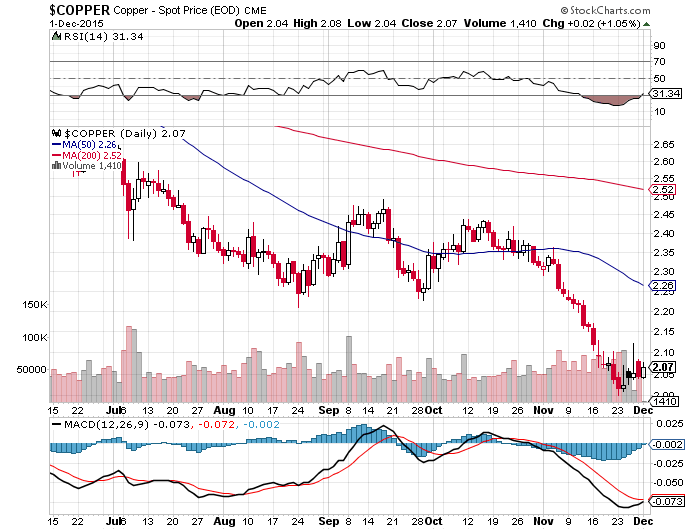 $COPPER Copper - Spot Price (EOD) CME © StockCharts.com
1-Dec-2015 Open 2.04 High 2.08 Low 2.04 Close 2.07 Volume 1,410 Chg +0.02 (+1.05%)
RSI(14) 31.34
90
70
50
31.34
10
$COPPER (Daily) 2.07
MA(50) 2.26
MA(200) 2.52
Volume 1,410
2.65
2.60
2.55
2.52
2.50
2.45
2.40
2.35
2.30
2.26
2.25
2.20
2.15
2.10
2.07
2.05
2.00
1410
150K
100K
50000
15 22 Jul6 13 20 27 Aug 10 17 24 Sep 8 14 21 28 Oct 12 19 26 Nov 9 16 23 Dec
MACD(12,26,9) -0.073, -0.072, -0.002
0.025
-0.002
-0.025
-0.050
-0.073
15 22 Jul6 13 20 27 Aug 10 17 24 Sep 8 14 21 28 Oct 12 19 26 Nov 9 16 23 Dec